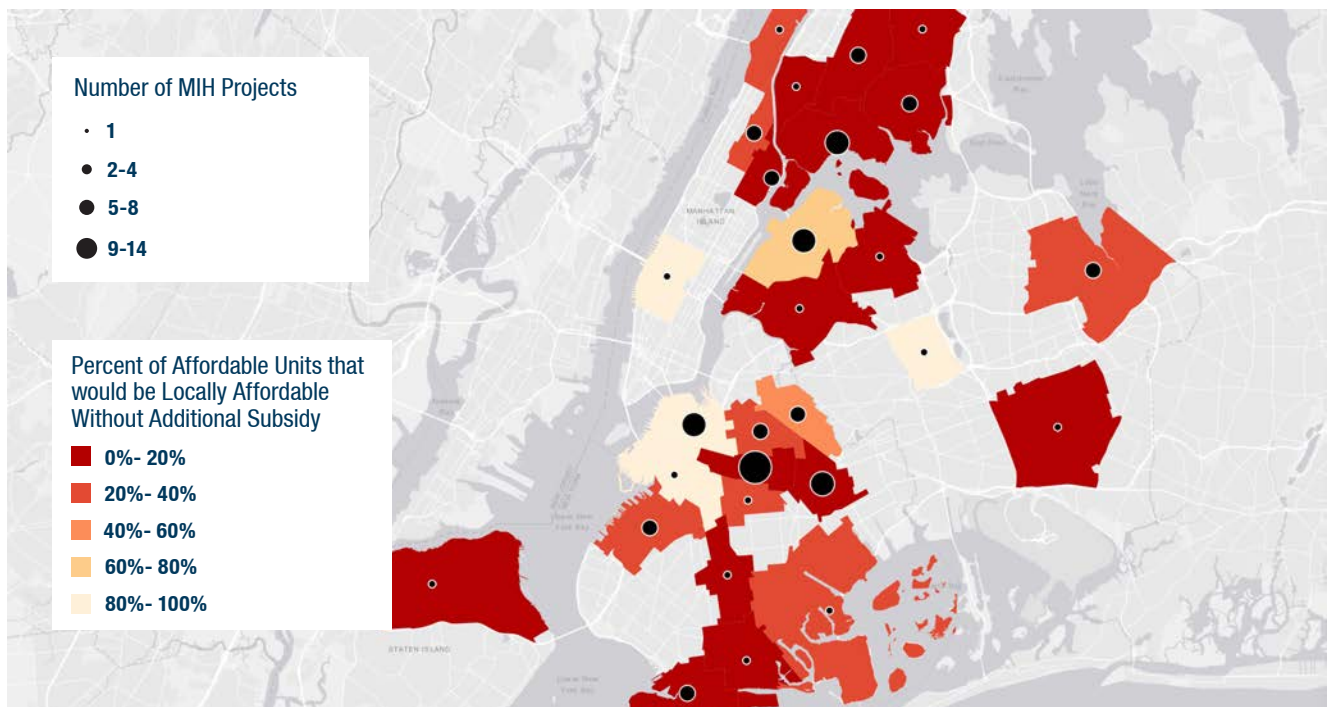 Number of MIH Projects
1
2-4
5-8
9-14
MANHATTAN
ISLAND
Percent of Affordable Units that
would be Locally Affordable
Without Additional Subsidy
0%- 20%
20%- 40%
40%- 60%
60%- 80%
80%- 100%
STATEN ISLAND